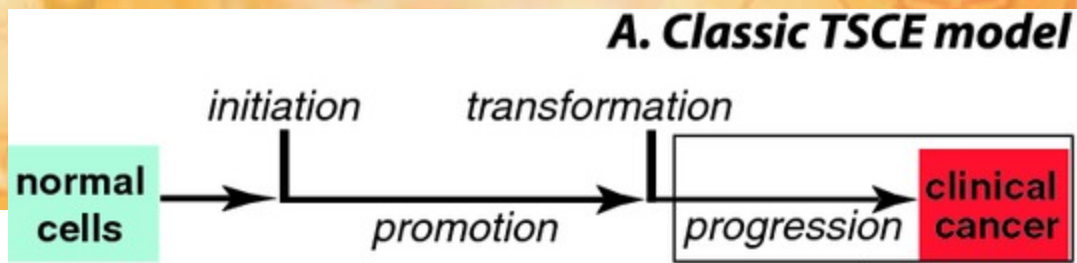 A. Classic TSCE model
initiation
transformation
normal
cells
promotion
progression
clinical
cancer